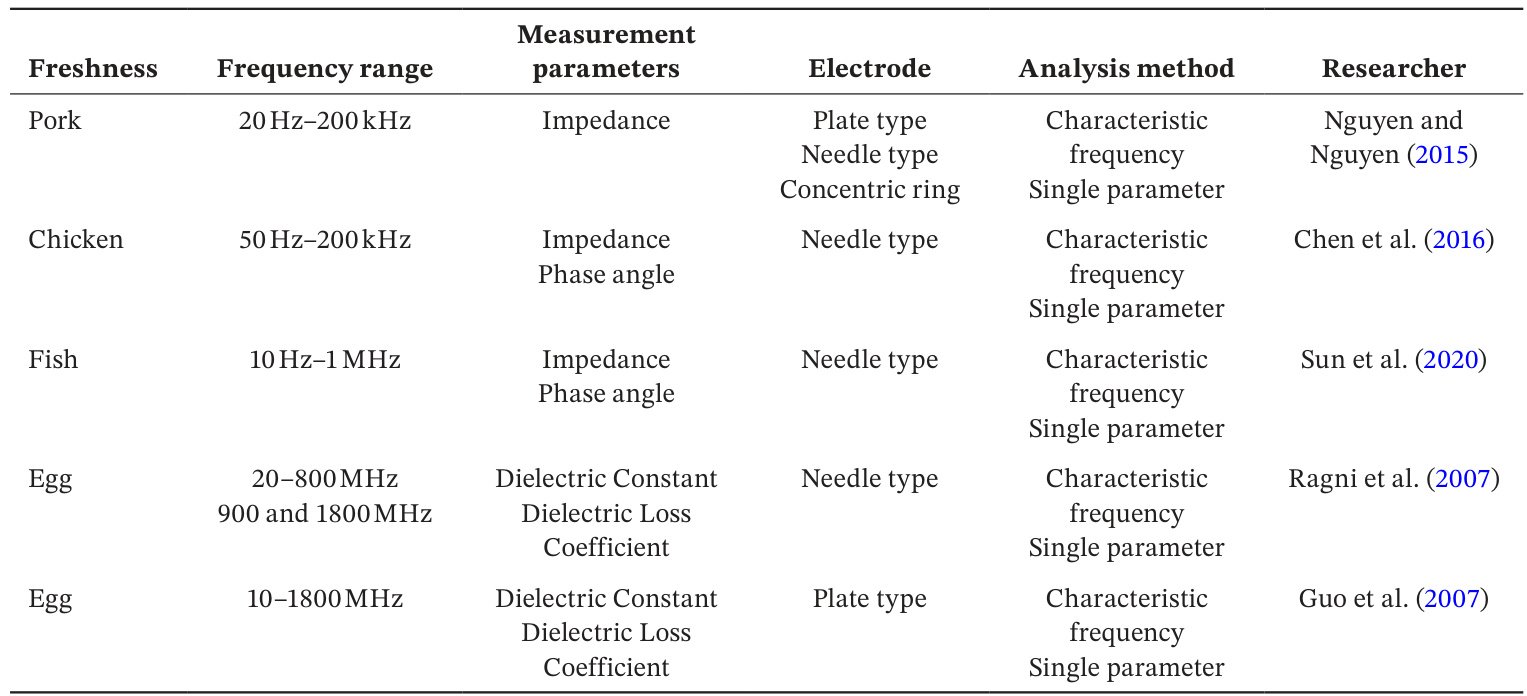 Freshness Frequency range Measurement parameters Electrode Analysis method Researcher
Pork 20 Hz–200 kHz Impedance Plate type Characteristic Nguyen and
Needle type frequency Nguyen (2015)
Concentric ring Single parameter
Chicken 50 Hz–200 kHz Impedance Needle type Characteristic Chen et al. (2016)
Phase angle frequency
Single parameter
Fish 10 Hz–1 MHz Impedance Needle type Characteristic Sun et al. (2020)
Phase angle frequency
Single parameter
Egg 20–800 MHz Dielectric Constant Needle type Characteristic Ragni et al. (2007)
900 and 1800 MHz Dielectric Loss frequency
Coefficient Single parameter
Egg 10–1800 MHz Dielectric Constant Plate type Characteristic Guo et al. (2007)
Dielectric Loss frequency
Coefficient Single parameter